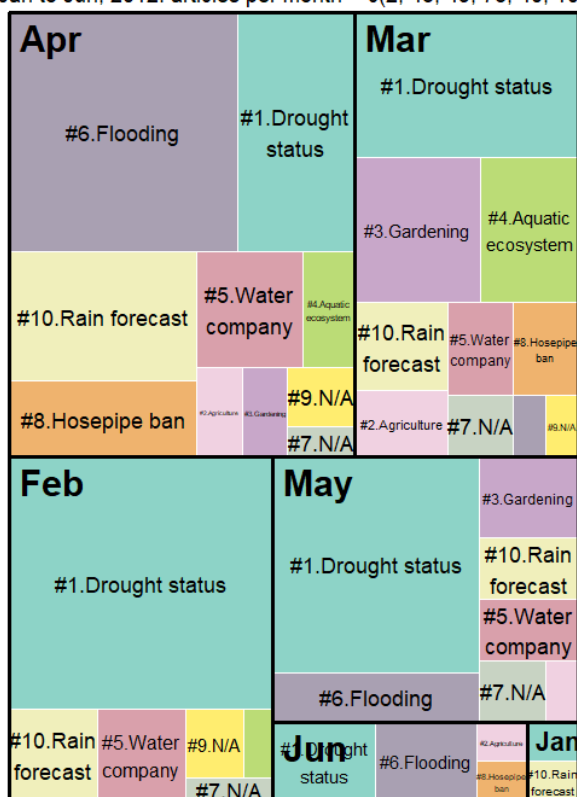 Apr
#6.Flooding
#1.Drought
status
#10.Rain forecast
#5.Water
company
#4.Aquatic
ecosystem
#8.Hosepipe ban
#2.Agriculture
#3.Gardening
#9.N/A
#7.N/A
Mar
#1.Drought status
#3.Gardening
#4.Aquatic
ecosystem
#10.Rain
forecast
#5.Water
company
#8.Hosepipe
ban
#2.Agriculture
#7.N/A
#9.N/A
Feb
#1.Drought status
#10.Rain
forecast
#5.Water
company
#9.N/A
#7.N/A
May
#1.Drought status
#3.Gardening
#10.Rain
forecast
#5.Water
company
#6.Flooding
#7.N/A
Jun
#1.Drought
status
#6.Flooding
#2.Agriculture
#8.Hosepipe
ban
Jan
#10.Rain
forecast